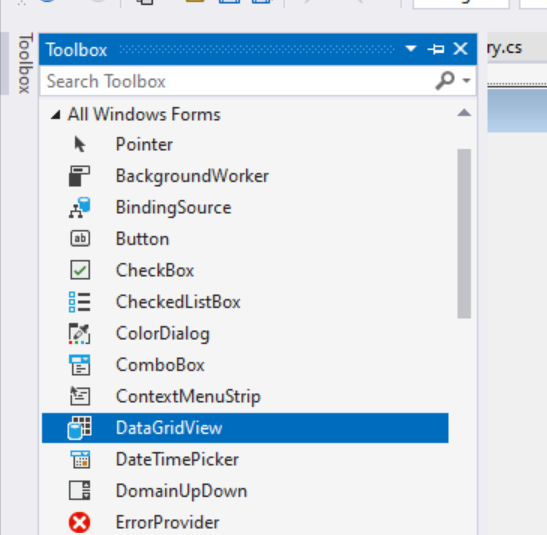 Toolbox
Toolbox
ry.cs
Search Toolbox
All Windows Forms
Pointer
BackgroundWorker
BindingSource
ab
Button
CheckBox
CheckedListBox
ColorDialog
ComboBox
ContextMenuStrip
DataGridView
DateTimePicker
DomainUpDown
ErrorProvider